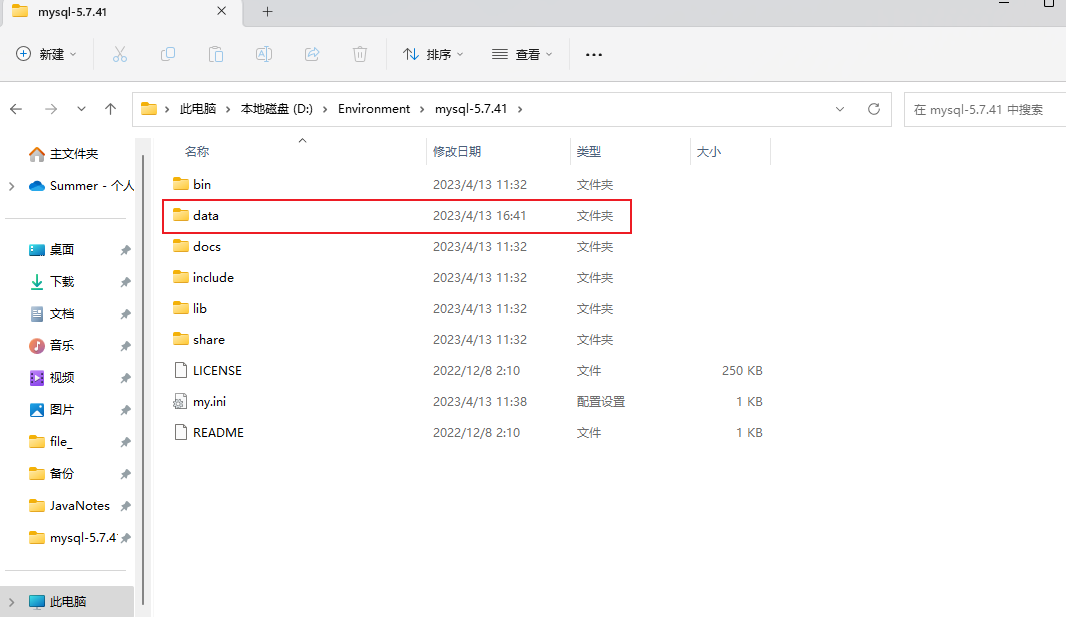 mysql-5.7.41
新建
排序
查看
此电脑 > 本地磁盘 (D:) > Environment > mysql-5.7.41 >
在 mysql-5.7.41 中搜索
主文件夹
Summer - 个人
桌面
下载
文档
音乐
视频
图片
file_
备份
JavaNotes
mysql-5.7.4
此电脑
名称 修改日期 类型 大小
bin 2023/4/13 11:32 文件夹
data 2023/4/13 16:41 文件夹
docs 2023/4/13 11:32 文件夹
include 2023/4/13 11:32 文件夹
lib 2023/4/13 11:32 文件夹
share 2023/4/13 11:32 文件夹
LICENSE 2022/12/8 2:10 文件 250 KB
my.ini 2023/4/13 11:38 配置设置 1 KB
README 2022/12/8 2:10 文件 1 KB